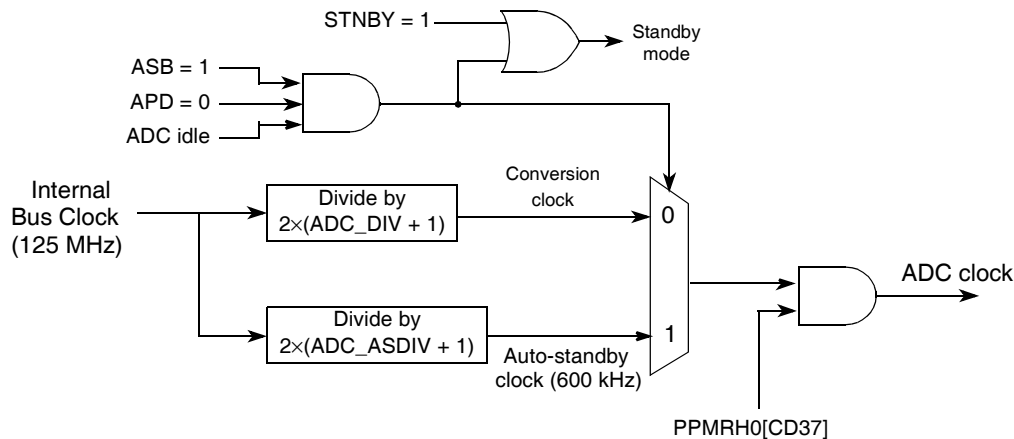 STNBY = 1
Standby
mode
ASB = 1
APD = 0
ADC idle
Internal
Bus Clock
(125 MHz)
Divide by
2×(ADC_DIV + 1)
Conversion
clock
0
ADC clock
Divide by
2×(ADC_ASDIV + 1)
1
Auto-standby
clock (600 kHz)
PPMRH0[CD37]